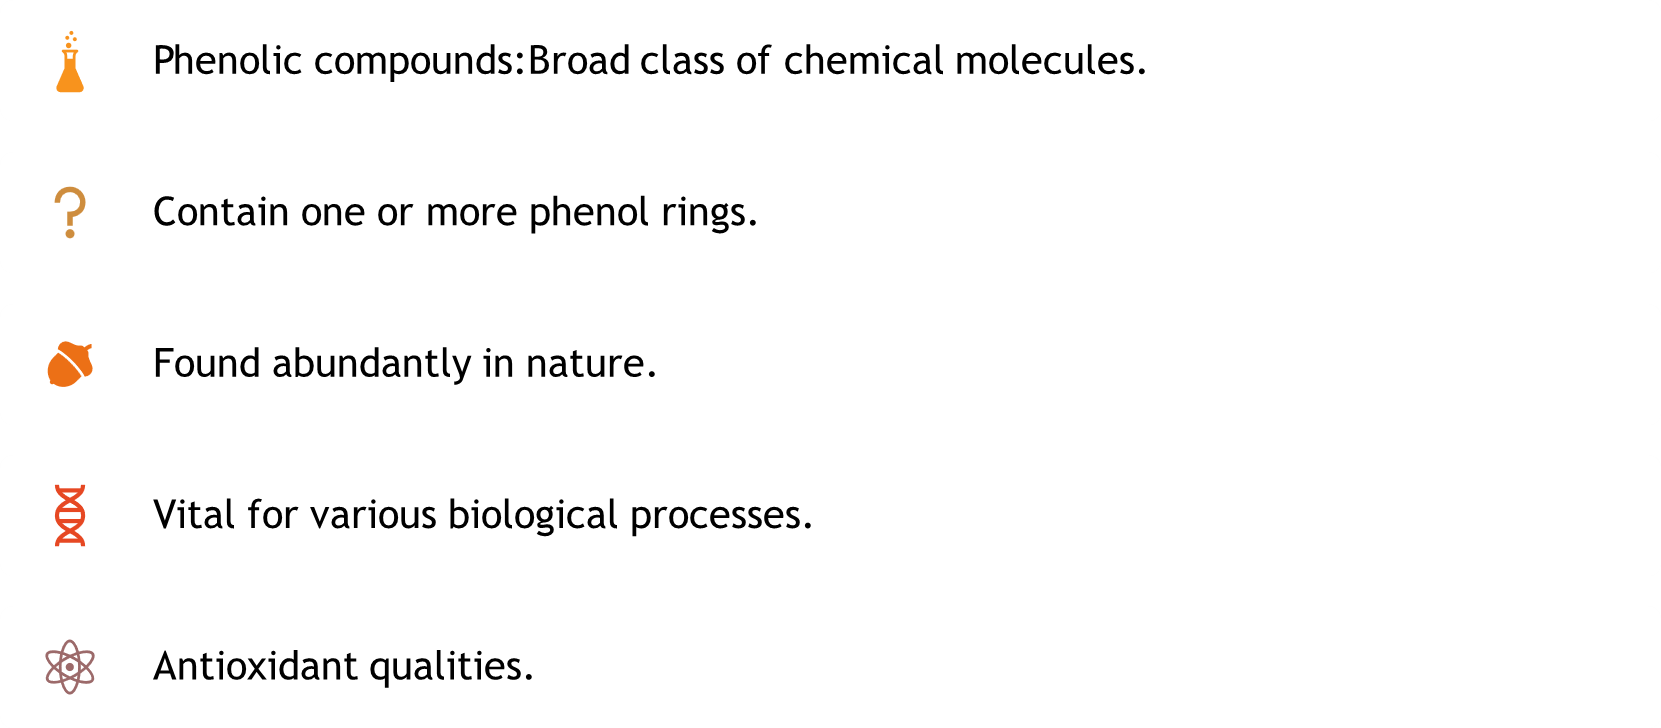 Phenolic compounds:Broad class of chemical molecules.
Contain one or more phenol rings.
Found abundantly in nature.
Vital for various biological processes.
Antioxidant qualities.